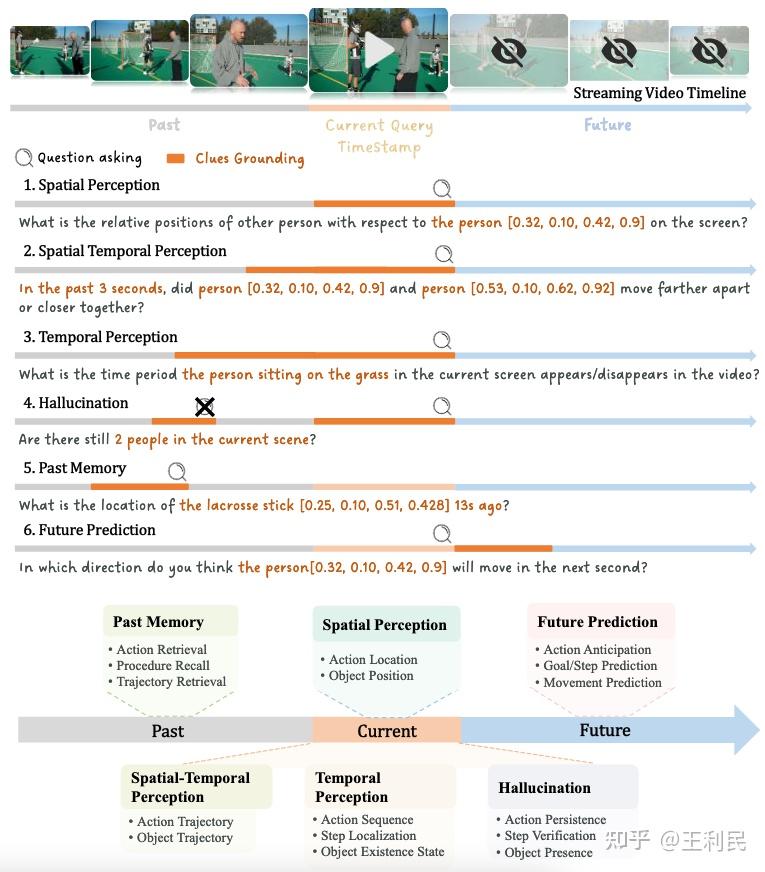 Streaming Video Timeline
Past
Current Query
TimeStamp
Future
Question asking
Clues Grounding
1. Spatial Perception
What is the relative positions of other person with respect to the person [0.32, 0.10, 0.42, 0.9] on the screen?
2. Spatial Temporal Perception
In the past 3 seconds, did person [0.32, 0.10, 0.42, 0.9] and person [0.53, 0.10, 0.62, 0.92] move farther apart
or closer together?
3. Temporal Perception
What is the time period the person sitting on the grass in the current screen appears/disappears in the video?
4. Hallucination
Are there still 2 people in the current scene?
5. Past Memory
What is the location of the lacrosse stick [0.25, 0.10, 0.51, 0.428] 13s ago?
6. Future Prediction
In which direction do you think the person[0.32, 0.10, 0.42, 0.9] will move in the next second?
Past Memory
• Action Retrieval
• Procedure Recall
• Trajectory Retrieval
Spatial Perception
• Action Location
• Object Position
Future Prediction
• Action Anticipation
• Goal/Step Prediction
• Movement Prediction
Past
Current
Future
Spatial-Temporal
Perception
• Action Trajectory
• Object Trajectory
Temporal
Perception
• Action Sequence
• Step Localization
• Object Existence State
Hallucination
• Action Persistence
• Step Verification
• Object Presence
知乎 @王利民